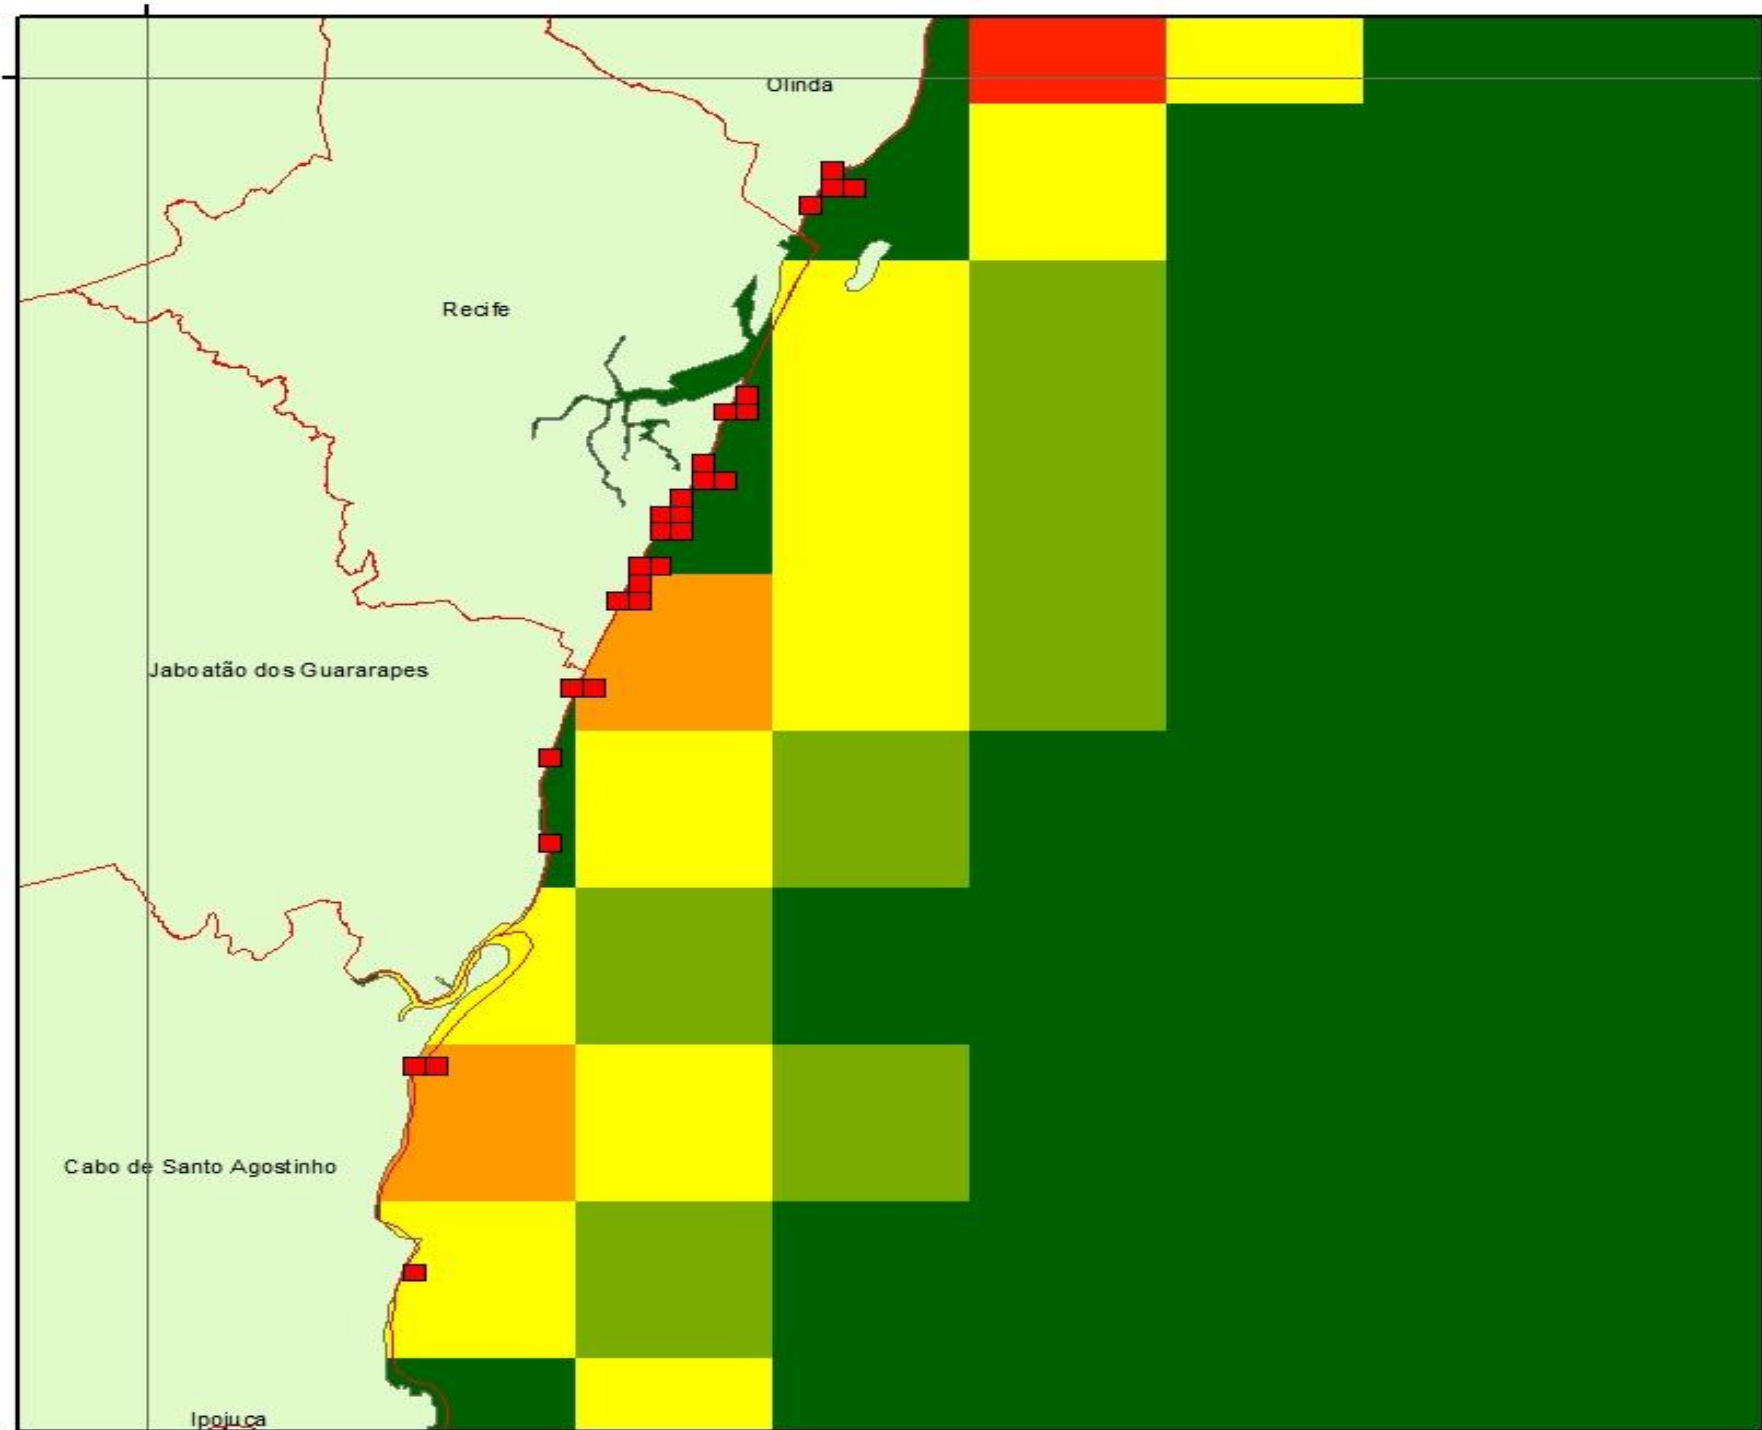 Olinda
Recife
Jaboatão dos Guararapes
Cabo de Santo Agostinho
Ipojuca